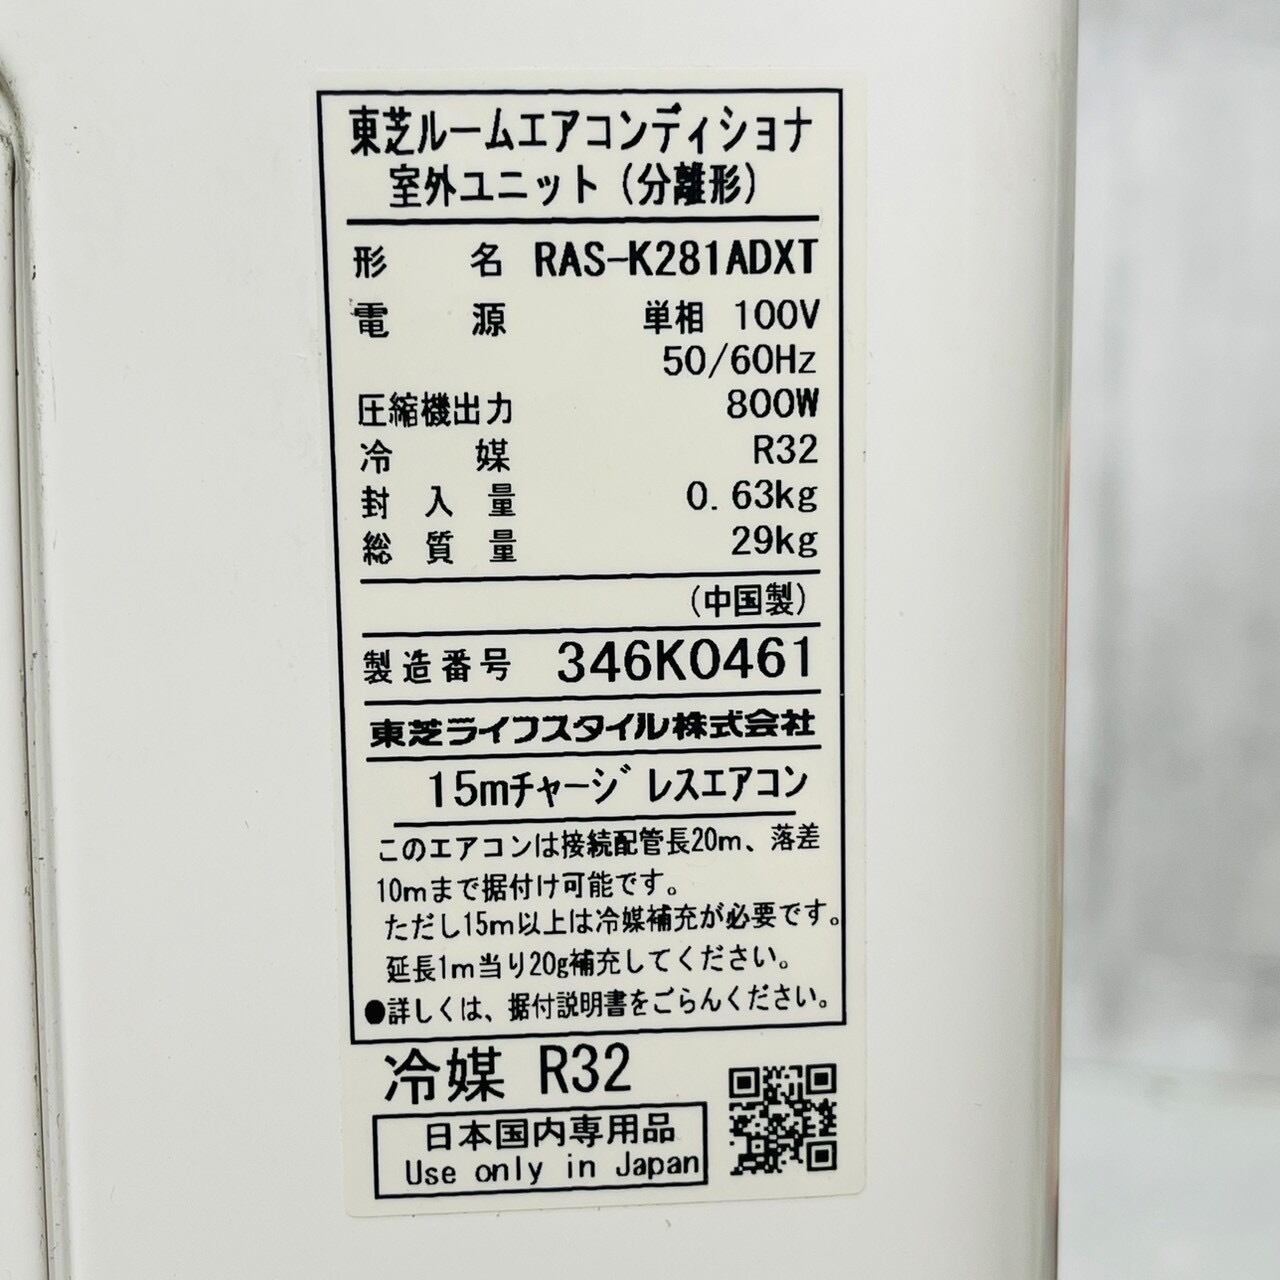 東芝ルームエアコンディショナ
室外ユニット（分離形）
形名 RAS-K281ADXT
電源 単相 100V
50/60Hz
圧縮機出力 800W
冷媒 R32
封入量 0.63kg
総質量 29kg
（中国製）
製造番号 346K0461
東芝ライフスタイル株式会社
15mチャージレスエアコン
このエアコンは接続配管長20m、落差
10mまで据付け可能です。
ただし15m以上は冷媒補充が必要です。
延長1m当り20g補充してください。
●詳しくは、据付説明書をごらんください。
冷媒 R32
日本国内専用品
Use only in Japan